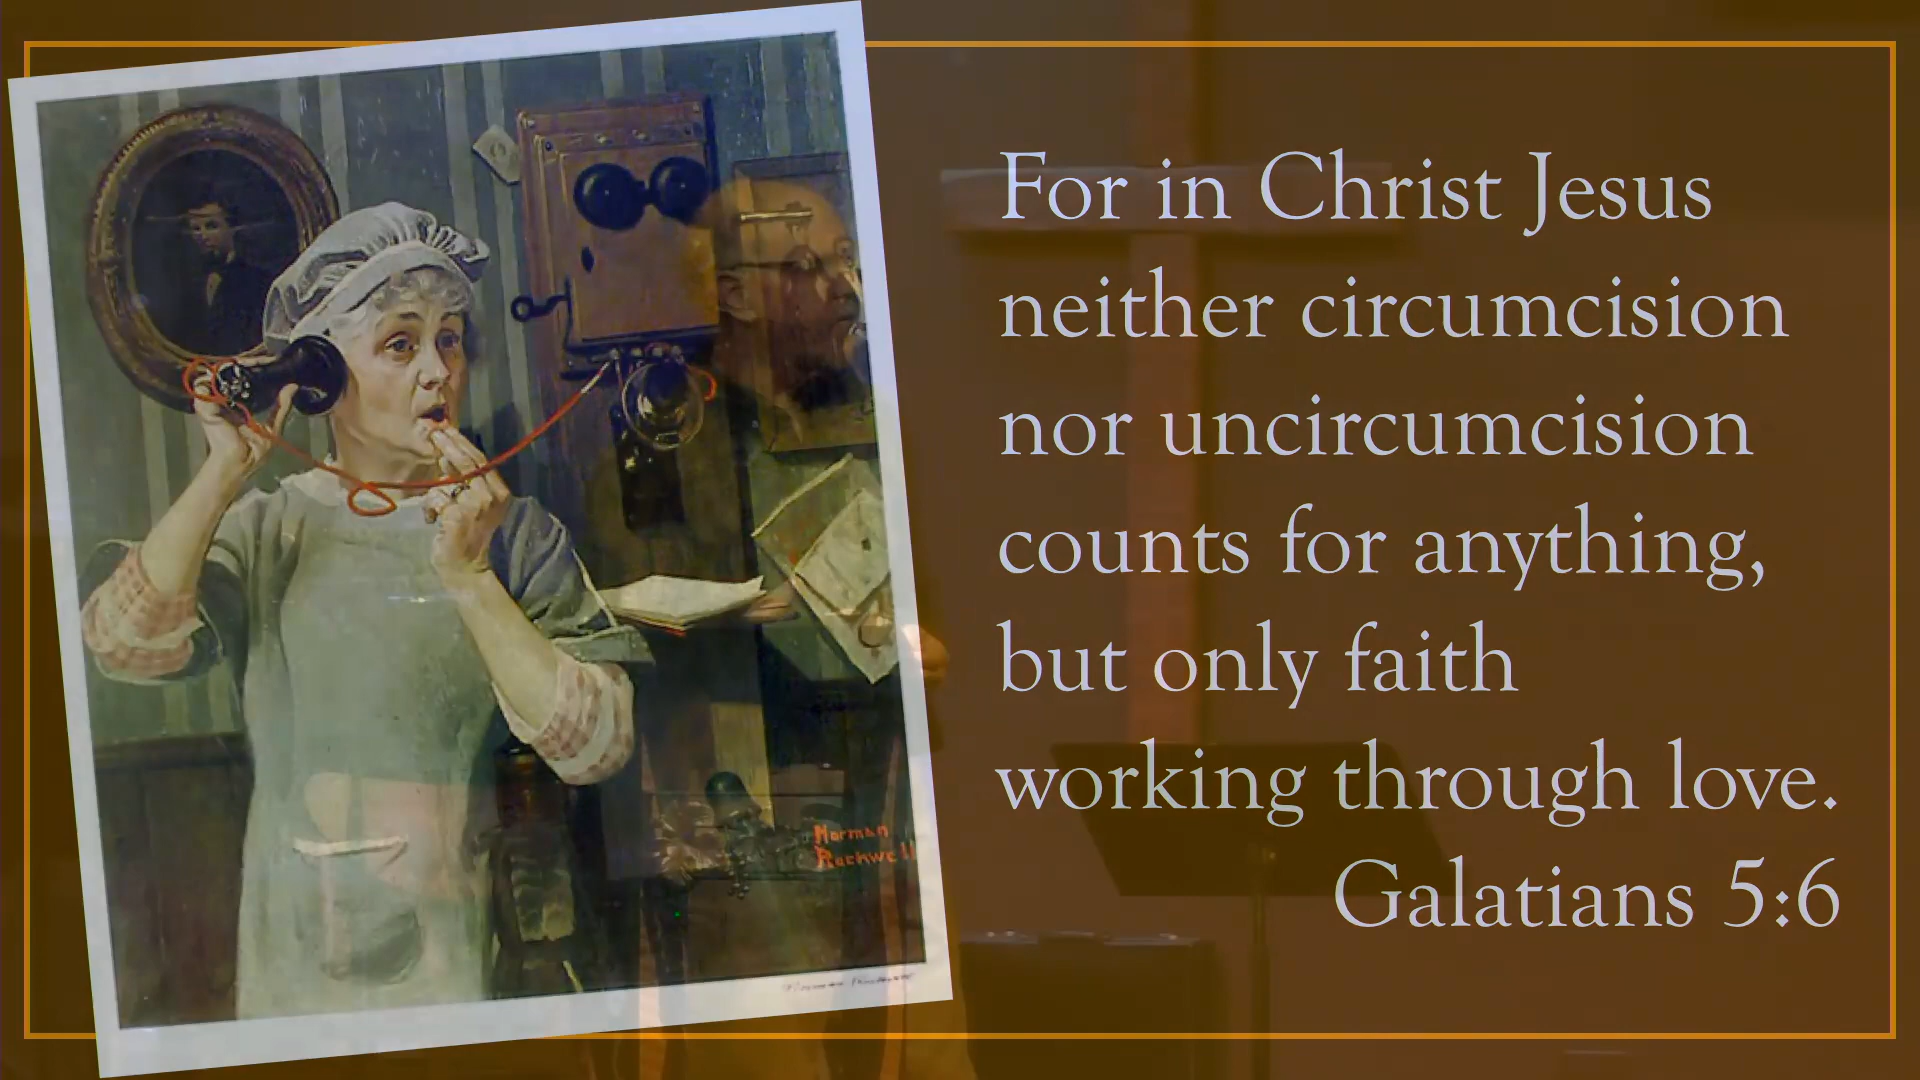 For in Christ Jesus
neither circumcision
nor uncircumcision
counts for anything,
but only faith
working through love.
Galatians 5:6
Norman
Rockwell